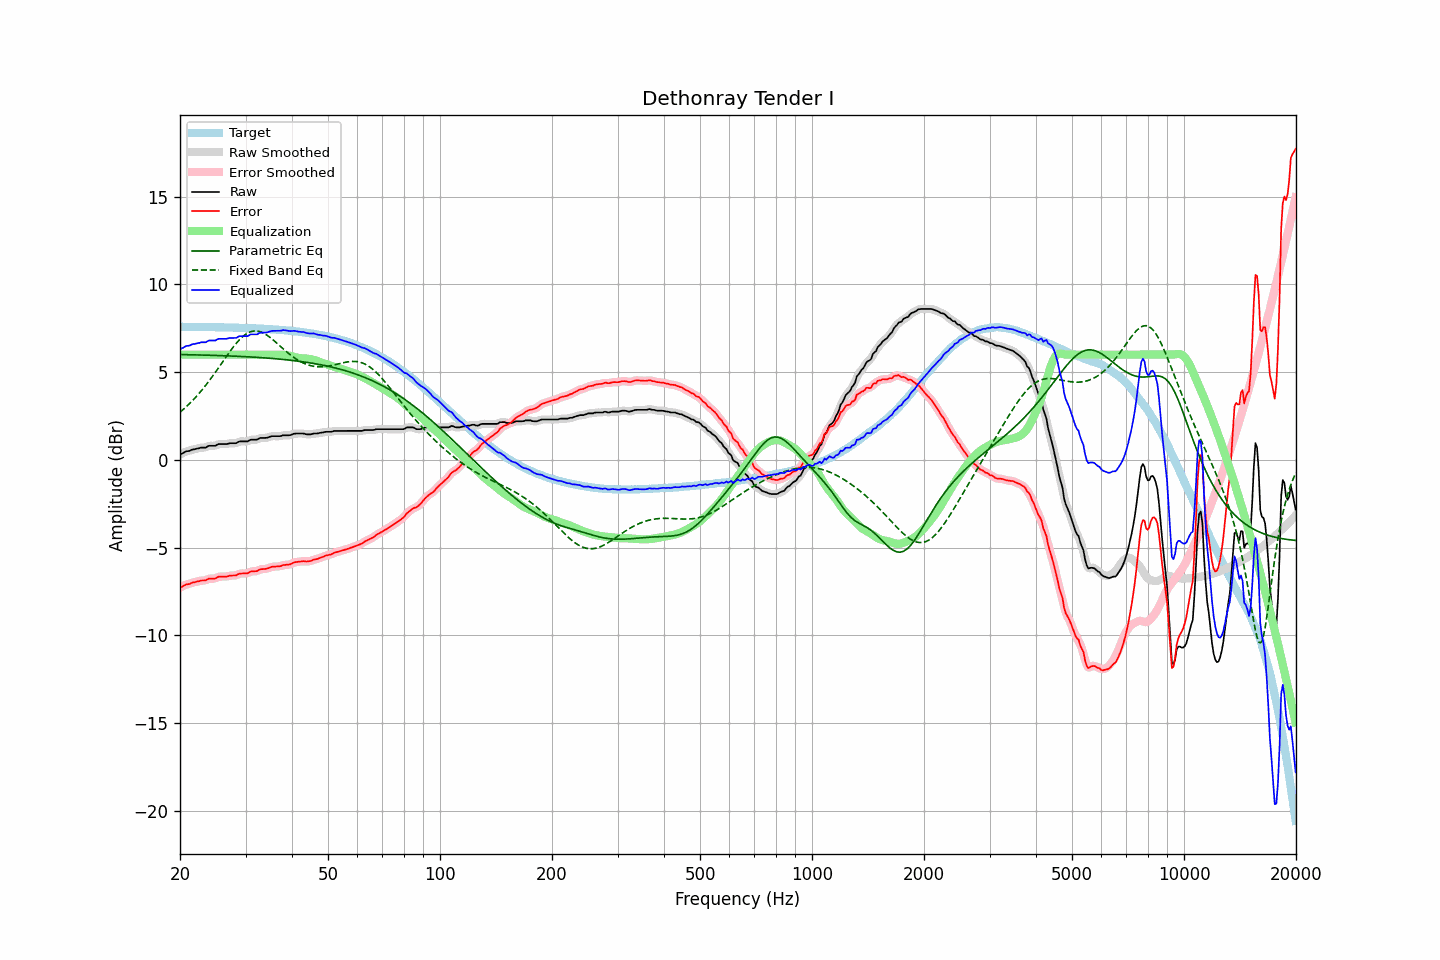 Dethonray Tender I
Target
Raw Smoothed
Error Smoothed
Raw
Error
Equalization
Parametric Eq
Fixed Band Eq
Equalized
15
10
5
0
−5
−10
−15
−20
Amplitude (dBr)
20 50 100 200 500 1000 2000 5000 10000 20000
Frequency (Hz)